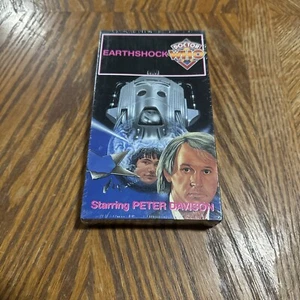 DOCTOR
WHO
EARTHSHOCK
Starring PETER DAVISON